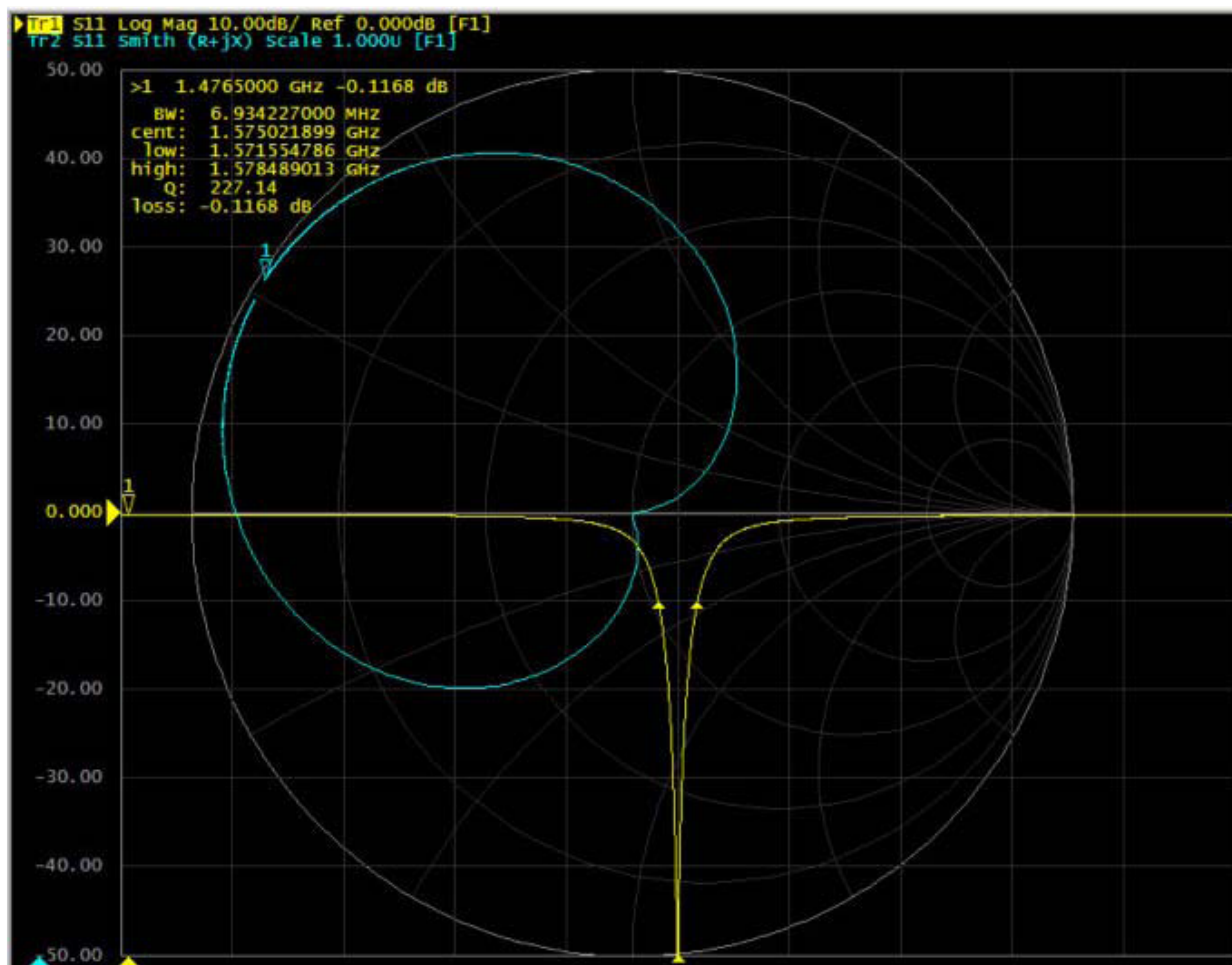 Tr1 S11 Log Mag 10.00dB/ Ref 0.000dB [F1]
Tr2 S11 Smith (R+jX) Scale 1.000U [F1]
50.00
>1 1.4765000 GHz -0.1168 dB
BW: 6.934227000 MHz
cent: 1.575021899 GHz
low: 1.571554786 GHz
high: 1.578489013 GHz
Q: 227.14
loss: -0.1168 dB
40.00
30.00
1
20.00
10.00
1
0.000
-10.00
-20.00
-30.00
-40.00
-50.00